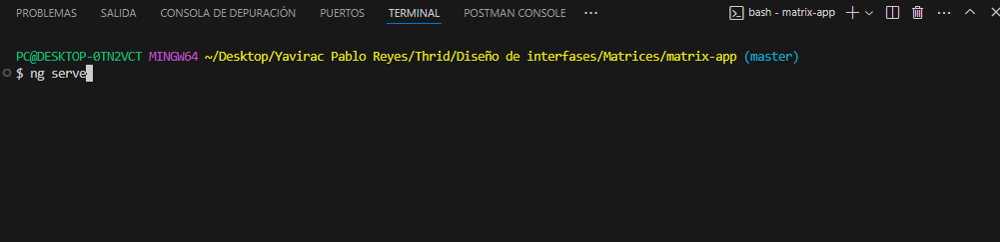 PROBLEMAS SALIDA CONSOLA DE DEPURACIÓN PUERTOS TERMINAL POSTMAN CONSOLE ··· bash - matrix-app
PC@DESKTOP-0TN2VCT MINGW64 ~/Desktop/Yavirac Pablo Reyes/Thrid/Diseño de interfases/Matrices/matrix-app (master)
$ ng serve